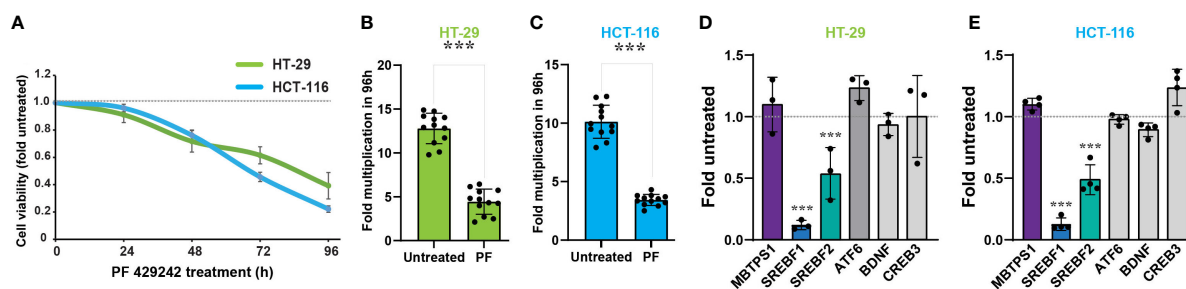 A
Cell viability (fold untreated)
1.2
1.0
0.8
0.6
0.4
0.2
0
24
48
72
96
PF 429242 treatment (h)
HT-29
HCT-116
B
HT-29
***
Fold multiplication in 96h
20
15
10
5
0
Untreated
PF
C
HCT-116
***
Fold multiplication in 96h
15
10
5
0
Untreated
PF
D
HT-29
Fold untreated
1.5
1.0
0.5
0.0
***
***
MBTPS1
SREBF1
SREBF2
ATF6
BDNF
CREB3
E
HCT-116
Fold untreated
1.5
1.0
0.5
0.0
***
***
MBTPS1
SREBF1
SREBF2
ATF6
BDNF
CREB3